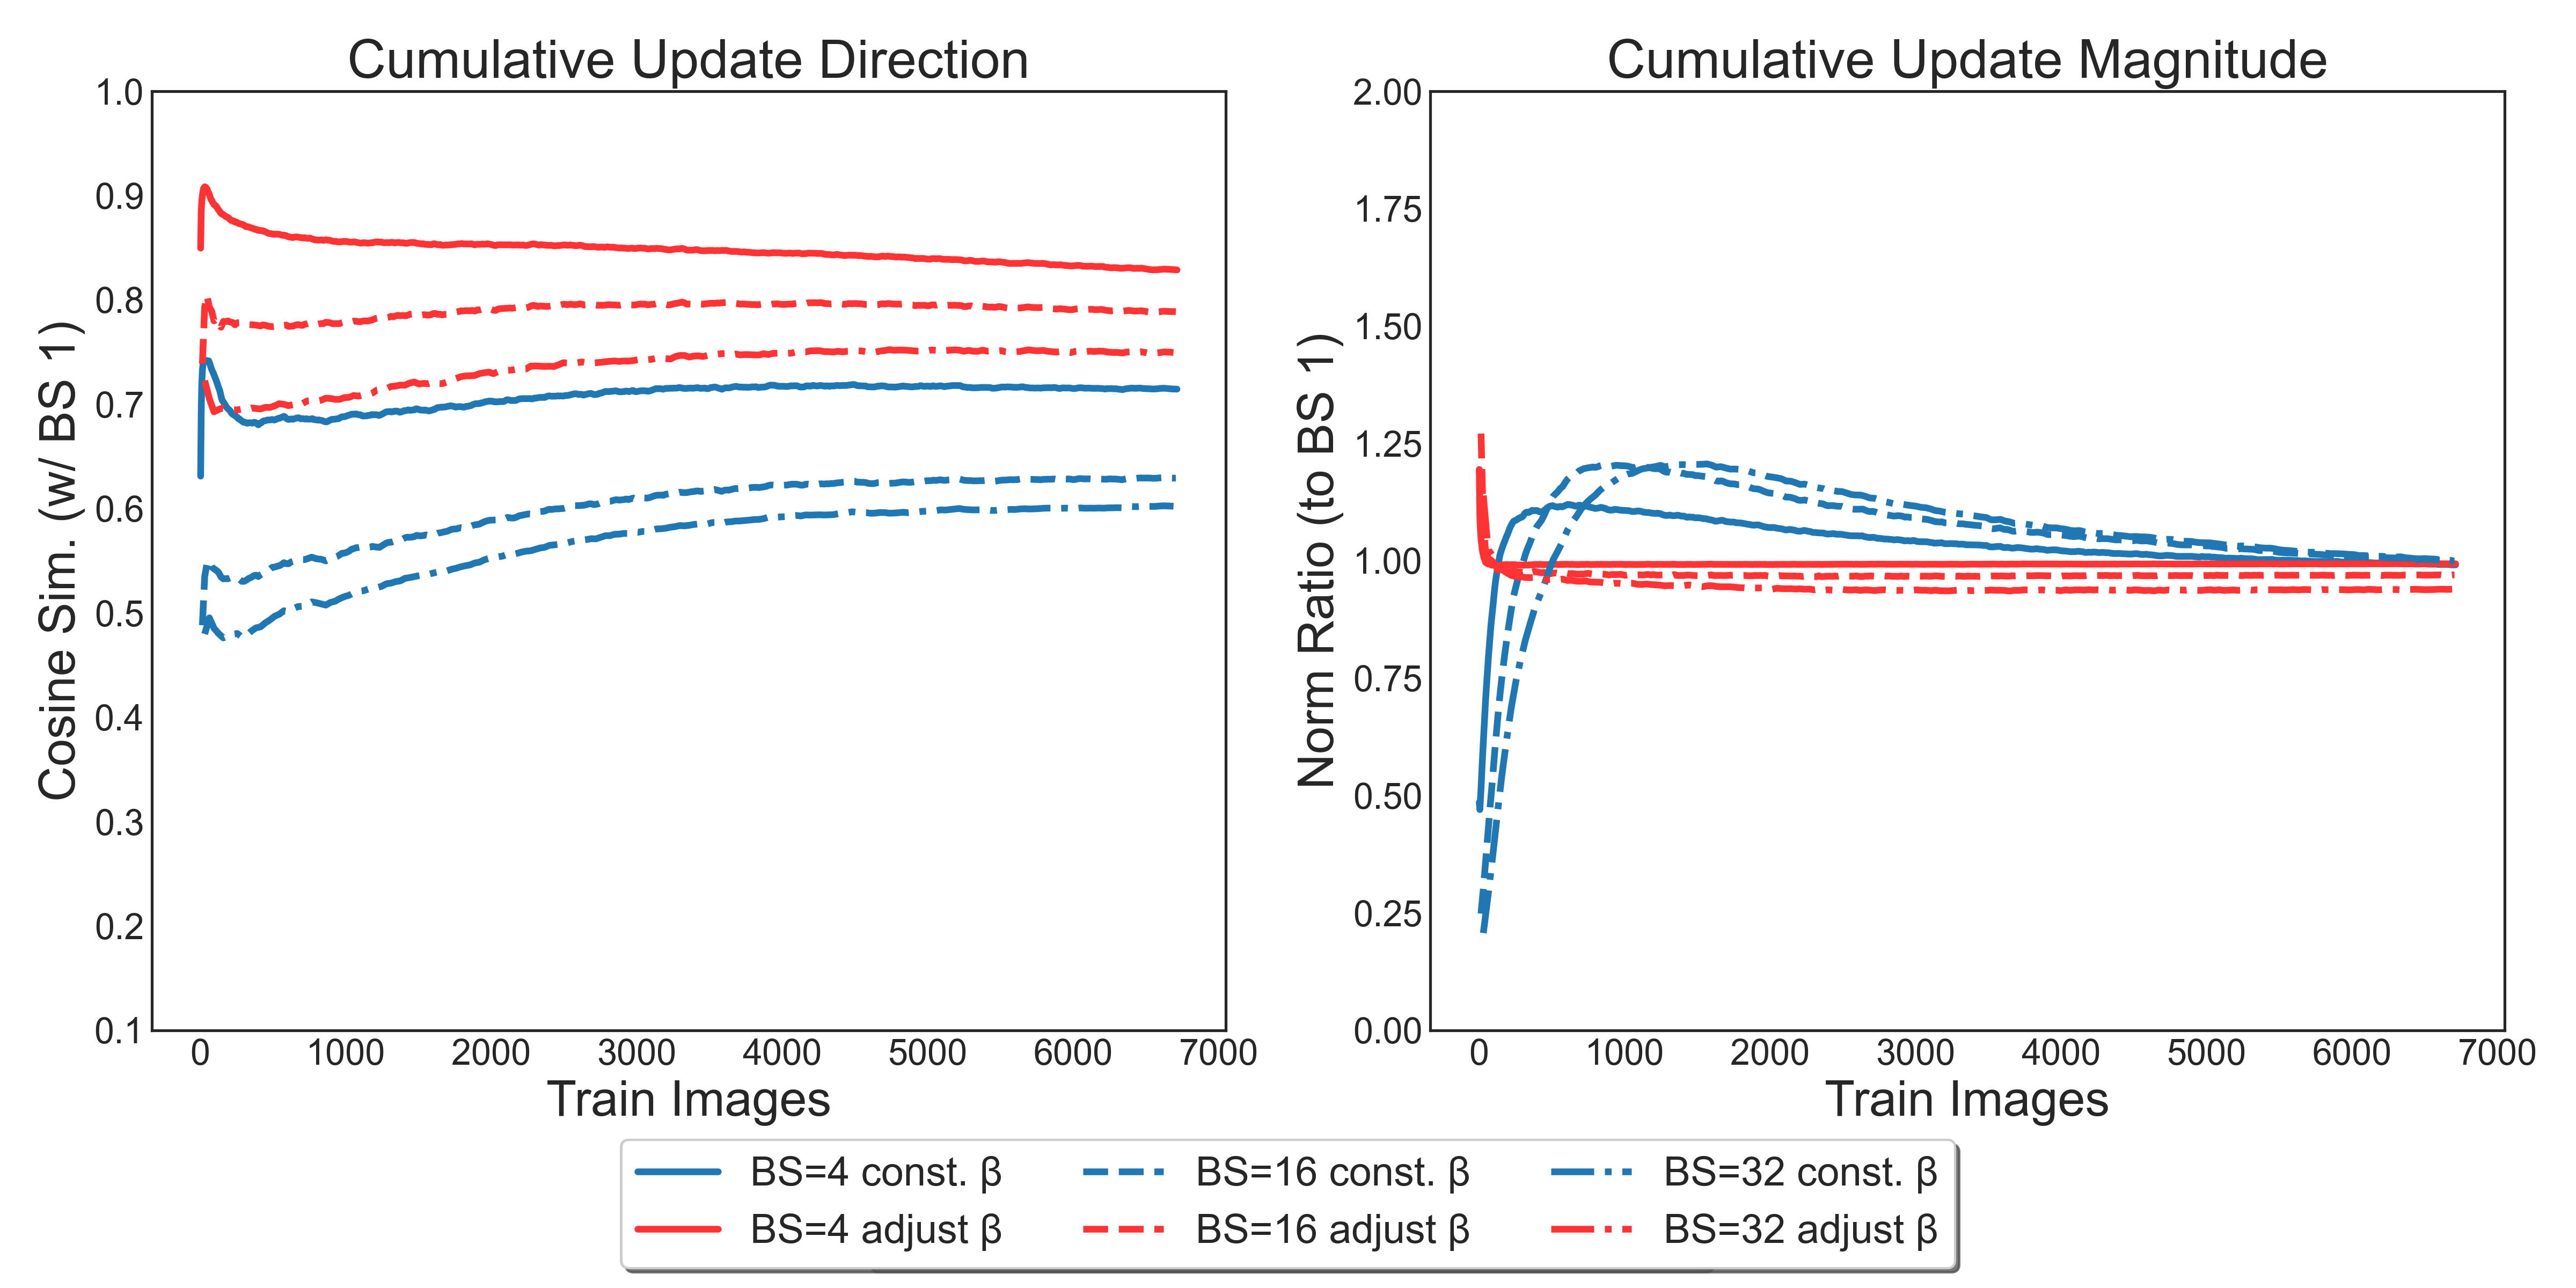 Cumulative Update Direction
Cosine Sim. (w/ BS 1)
1.0
0.9
0.8
0.7
0.6
0.5
0.4
0.3
0.2
0.1
0 1000 2000 3000 4000 5000 6000 7000
Train Images
Cumulative Update Magnitude
Norm Ratio (to BS 1)
2.00
1.75
1.50
1.25
1.00
0.75
0.50
0.25
0.00
0 1000 2000 3000 4000 5000 6000 7000
Train Images
BS=4 const. β BS=16 const. β BS=32 const. β
BS=4 adjust β BS=16 adjust β BS=32 adjust β